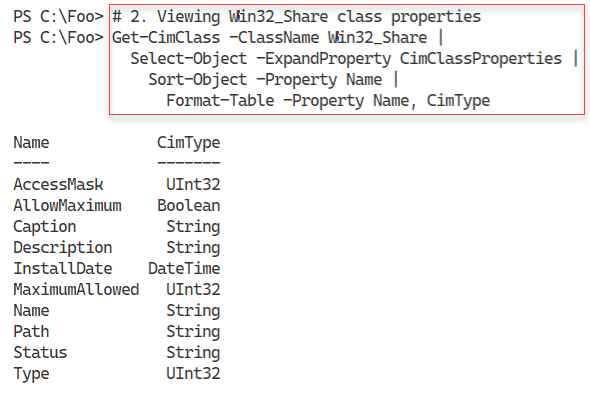 PS C:\Foo> # 2. Viewing Win32_Share class properties
PS C:\Foo> Get-CimClass -ClassName Win32_Share |
Select-Object -ExpandProperty CimClassProperties |
Sort-Object -Property Name |
Format-Table -Property Name, CimType
Name CimType
---- -------
AccessMask UInt32
AllowMaximum Boolean
Caption String
Description String
InstallDate DateTime
MaximumAllowed UInt32
Name String
Path String
Status String
Type UInt32